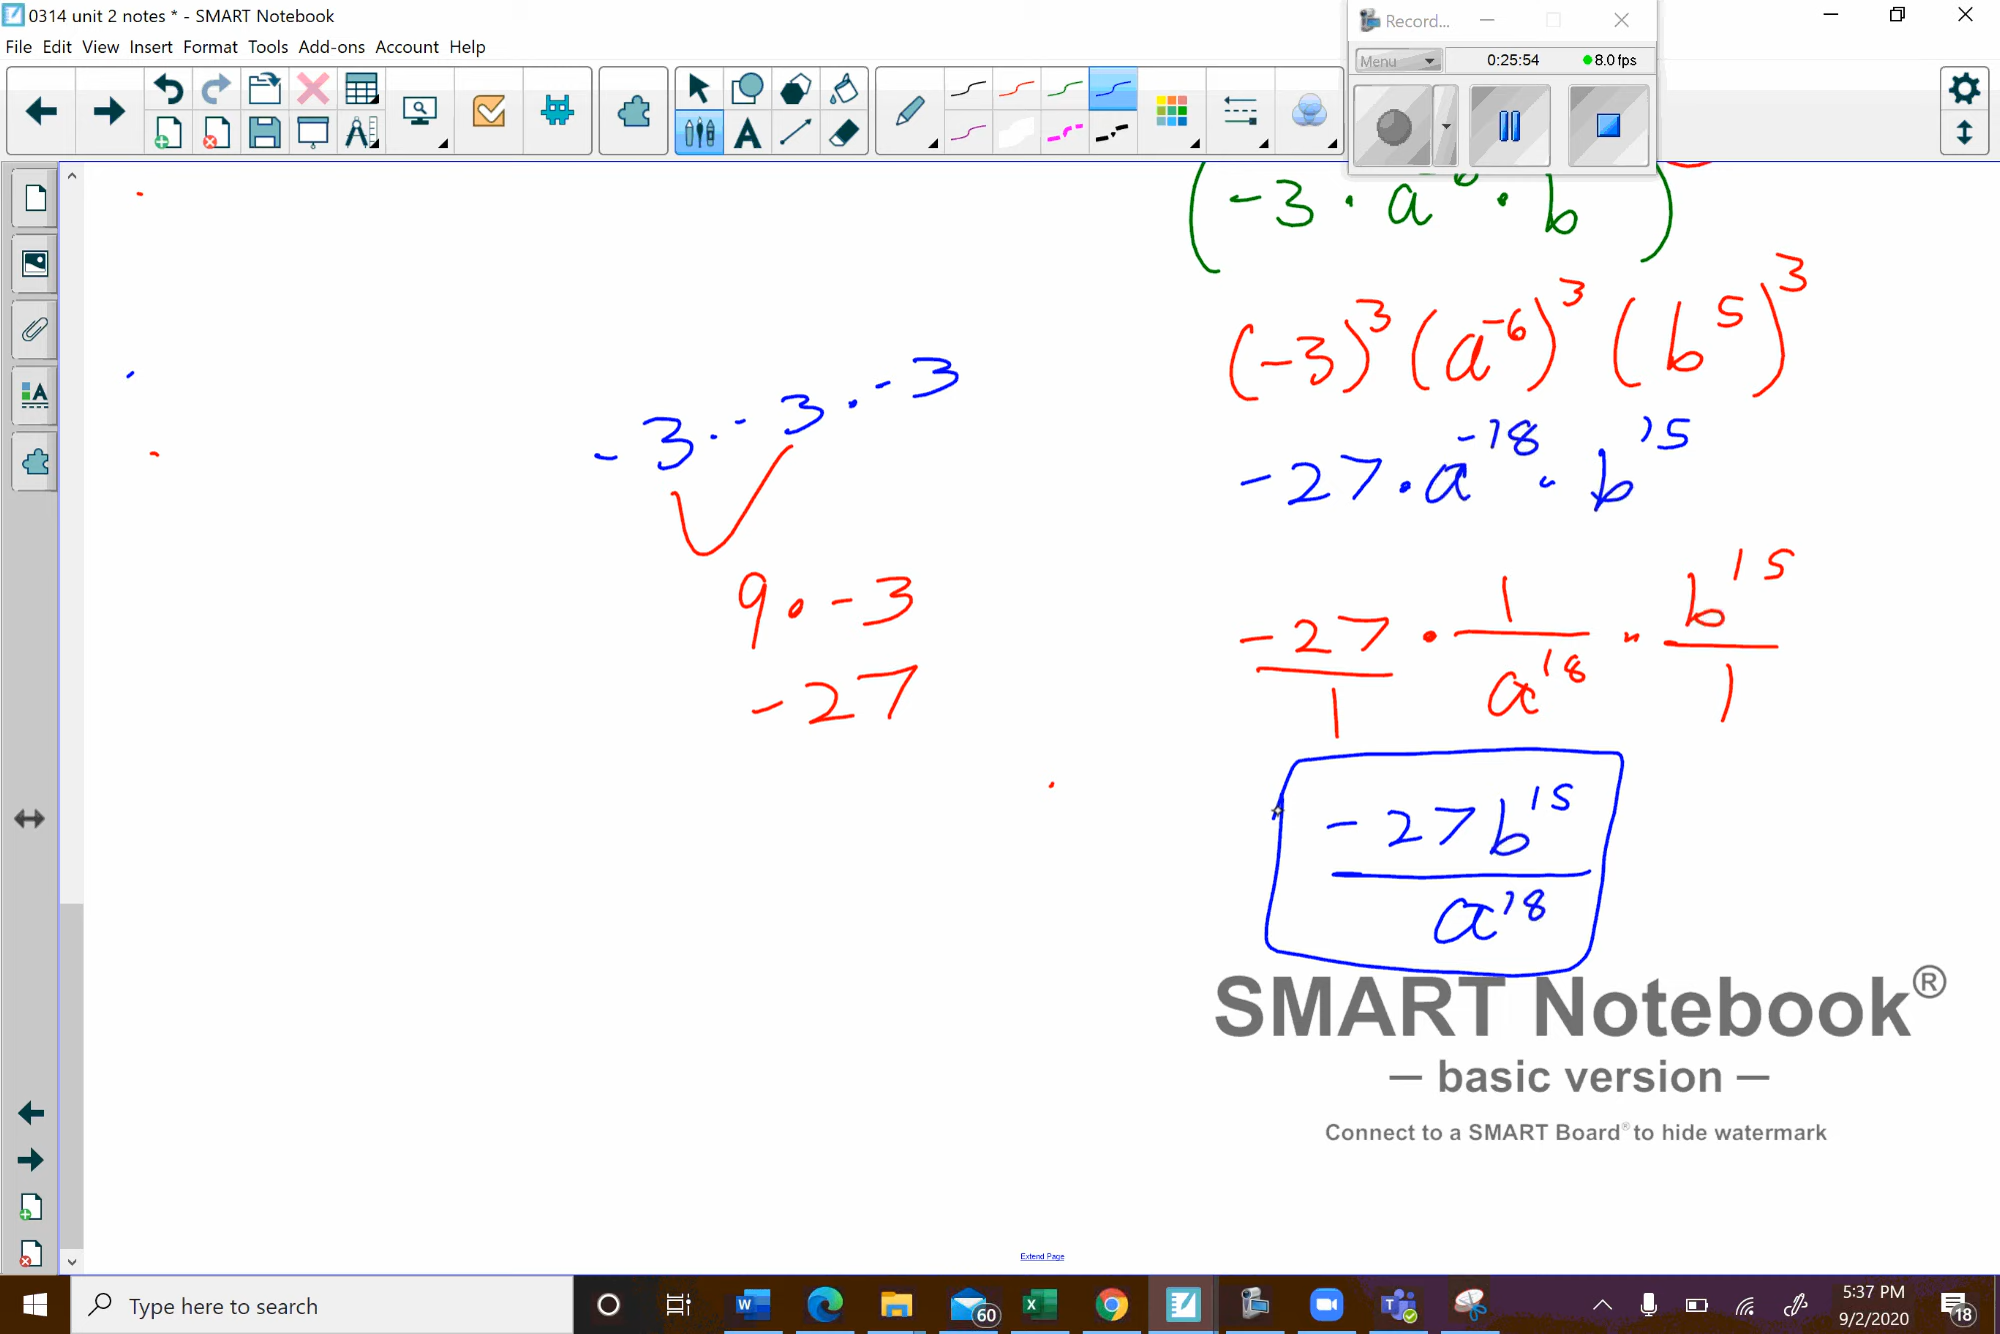 0314 unit 2 notes * - SMART Notebook
Record...
File Edit View Insert Format Tools Add-ons Account Help
Menu 0:25:54 8.0 fps
(-3 · a · b )
(-3)³ (a⁻⁶)³ (b⁵)³
-3 · -3 · -3
-27 · a⁻¹⁸ · b¹⁵
9 · -3
-27/1 · 1/a¹⁸ · b¹⁵/1
-27
-27b¹⁵/a¹⁸
SMART Notebook®
— basic version —
Connect to a SMART Board® to hide watermark
Extend Page
Type here to search
60
5:37 PM
9/2/2020
18